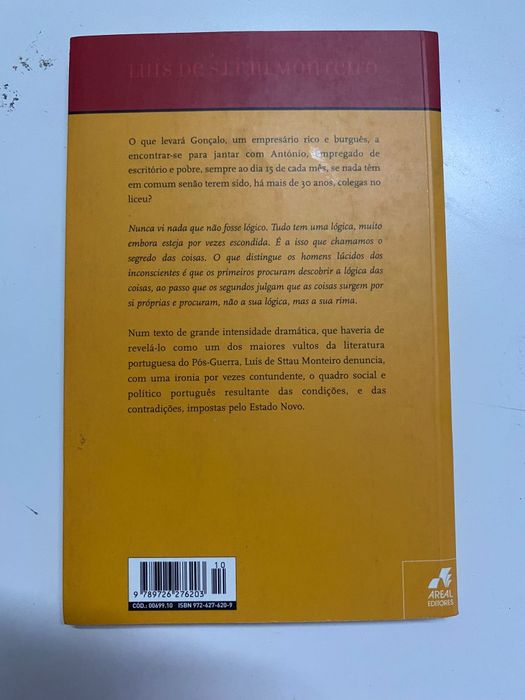 LUÍS DE STTAU MONTEIRO
O que levará Gonçalo, um empresário rico e burguês, a
encontrar-se para jantar com António, empregado de
escritório e pobre, sempre ao dia 15 de cada mês, se nada têm
em comum senão terem sido, há mais de 30 anos, colegas no
liceu?
Nunca vi nada que não fosse lógico. Tudo tem uma lógica, muito
embora esteja por vezes escondida. É a isso que chamamos o
segredo das coisas. O que distingue os homens lúcidos dos
inconscientes é que os primeiros procuram descobrir a lógica das
coisas, ao passo que os segundos julgam que as coisas surgem por
si próprias e procuram, não a sua lógica, mas a sua rima.
Num texto de grande intensidade dramática, que haveria de
revelá-lo como um dos maiores vultos da literatura
portuguesa do Pós-Guerra, Luís de Sttau Monteiro denuncia,
com uma ironia por vezes contundente, o quadro social e
político português resultante das condições, e das
contradições, impostas pelo Estado Novo.
10
9 789726 276203
CÓD.: 00699.10 ISBN 972-627-620-9
AREAL
EDITORES